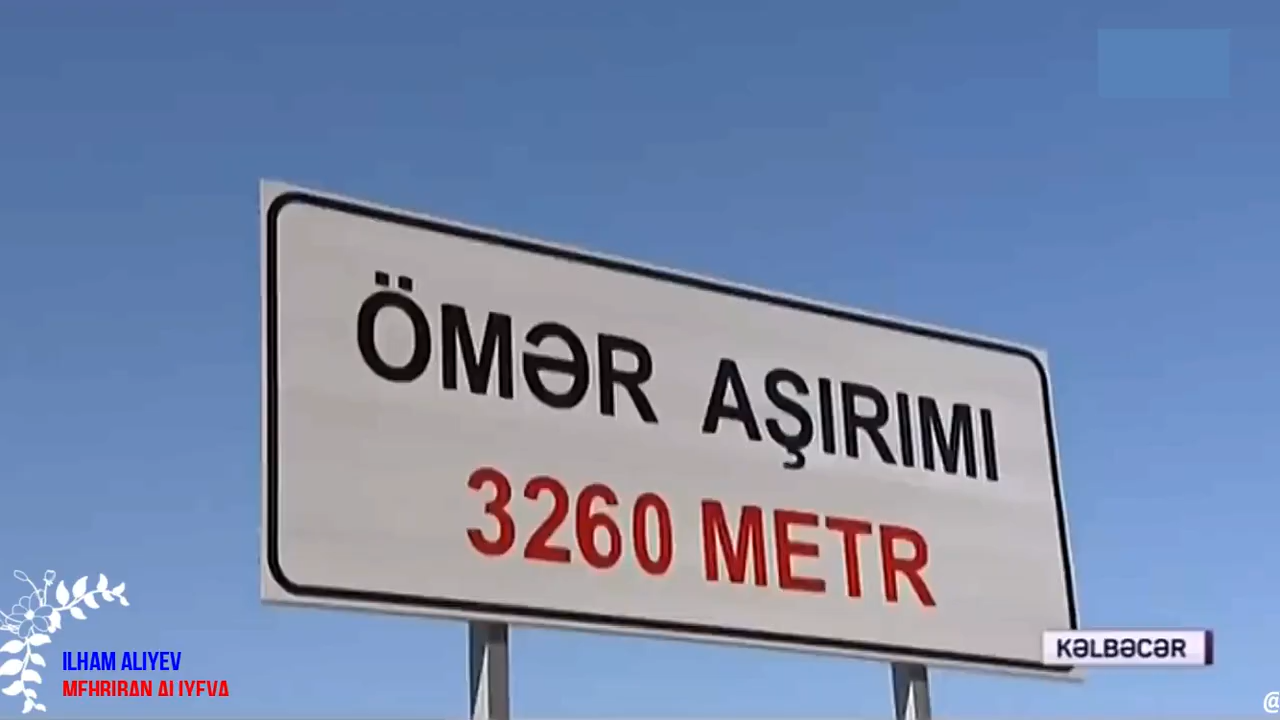 ÖMƏR AŞIRIMI
3260 METR
KƏLBƏCƏR
ILHAM ALIYEV
MEHRIBAN ALIYEVA
@